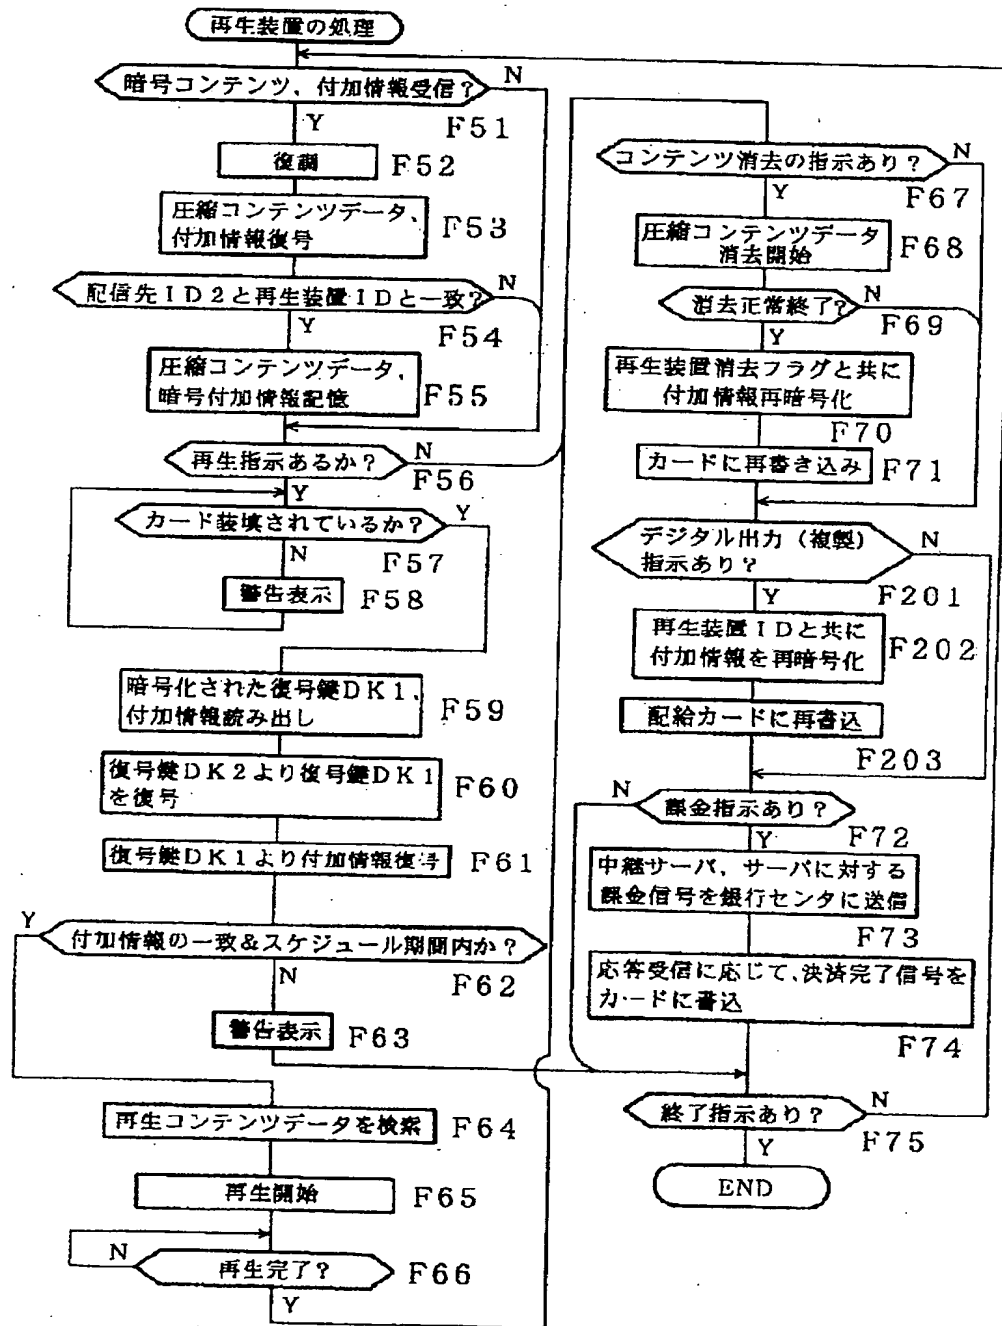 再生装置の処理
暗号コンテンツ、付加情報受信?
N
Y
F51
復調
F52
圧縮コンテンツデータ、
付加情報復号
F53
配信先ID2と再生装置IDと一致?
N
Y
F54
圧縮コンテンツデータ、
暗号付加情報記憶
F55
再生指示あるか?
N
F56
Y
カード装填されているか?
Y
N
F57
警告表示
F58
暗号化された復号鍵DK1、
付加情報読み出し
F59
復号鍵DK2より復号鍵DK1
を復号
F60
復号鍵DK1より付加情報復号
F61
Y
付加情報の一致&スケジュール期間内か?
N
F62
警告表示
F63
再生コンテンツデータを検索
F64
再生開始
F65
N
再生完了?
F66
Y
コンテンツ消去の指示あり?
N
Y
F67
圧縮コンテンツデータ
消去開始
F68
消去正常終了?
N
F69
Y
再生装置消去フラグと共に
付加情報再暗号化
F70
カードに再書き込み
F71
デジタル出力(複製)
指示あり?
N
Y
F201
再生装置IDと共に
付加情報を再暗号化
F202
配給カードに再書込
F203
N
課金指示あり?
Y
F72
中継サーバ、サーバに対する
課金信号を銀行センタに送信
F73
応答受信に応じて、決済完了信号を
カードに書込
F74
終了指示あり?
N
F75
Y
END